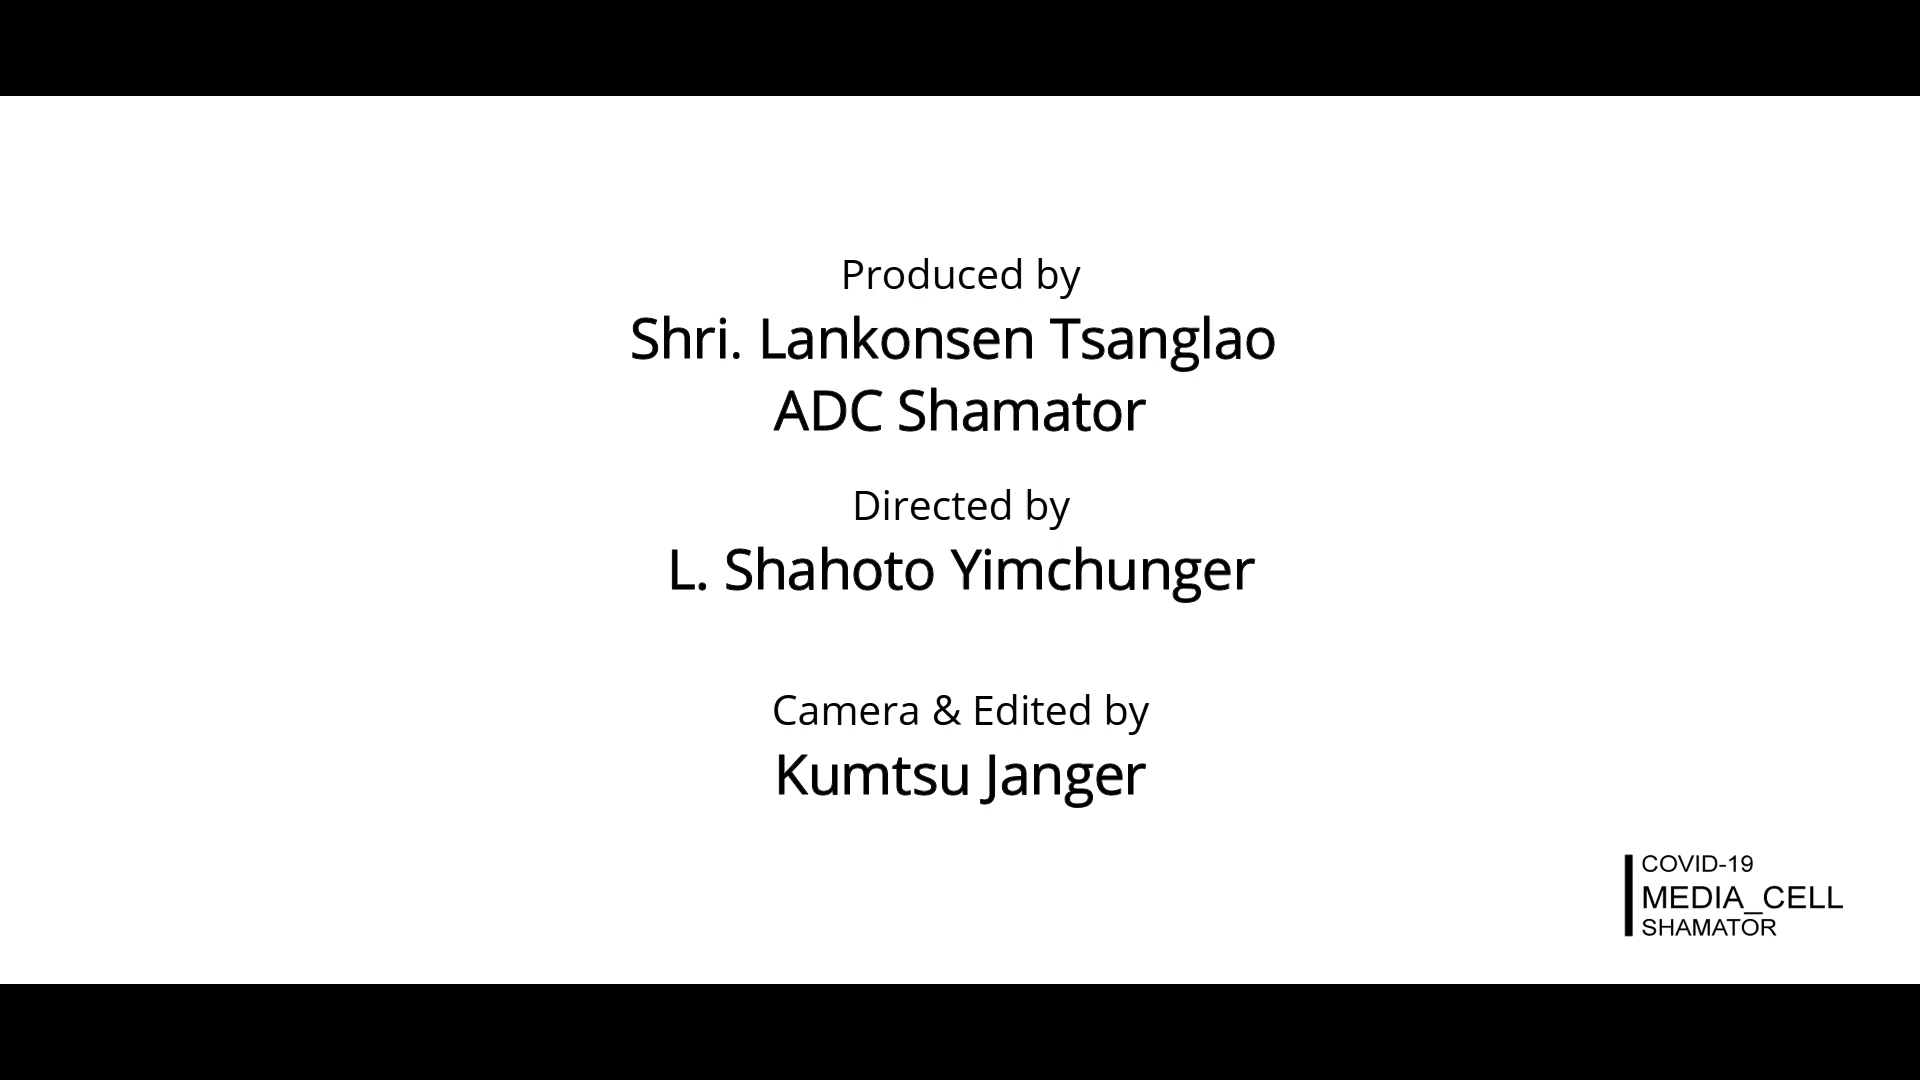 Produced by
Shri. Lankonsen Tsanglao
ADC Shamator
Directed by
L. Shahoto Yimchunger
Camera & Edited by
Kumtsu Janger
COVID-19
MEDIA_CELL
SHAMATOR